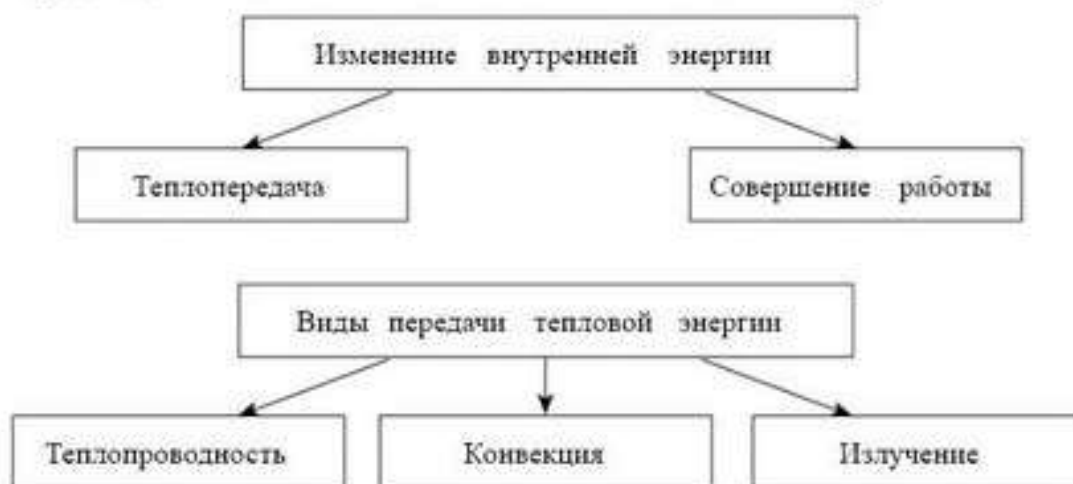 Изменение внутренней энергии
Теплопередача
Совершение работы
Виды передачи тепловой энергии
Теплопроводность
Конвекция
Излучение